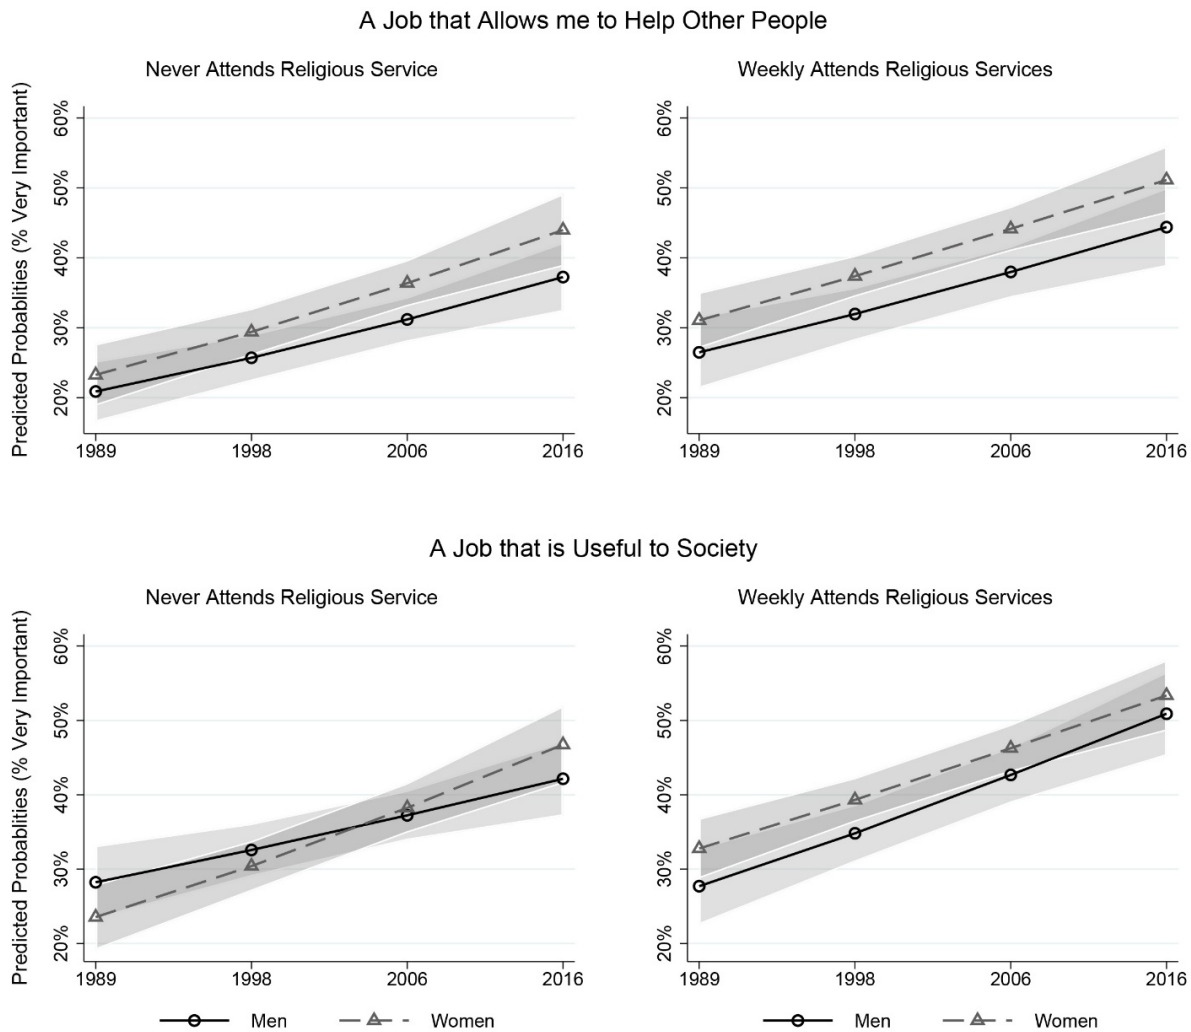 A Job that Allows me to Help Other People
Never Attends Religious Service
Weekly Attends Religious Services
Predicted Probablities (% Very Important)
60%
50%
40%
30%
20%
1989 1998 2006 2016
60%
50%
40%
30%
20%
1989 1998 2006 2016
A Job that is Useful to Society
Never Attends Religious Service
Weekly Attends Religious Services
Predicted Probablities (% Very Important)
60%
50%
40%
30%
20%
1989 1998 2006 2016
60%
50%
40%
30%
20%
1989 1998 2006 2016
Men Women
Men Women